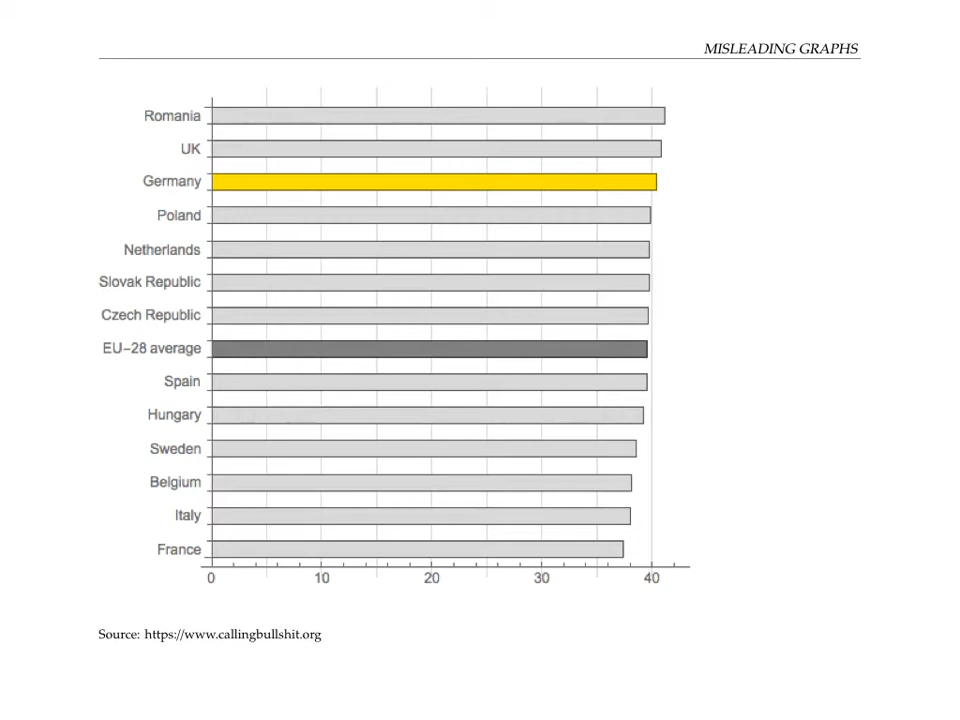 MISLEADING GRAPHS
Romania
UK
Germany
Poland
Netherlands
Slovak Republic
Czech Republic
EU–28 average
Spain
Hungary
Sweden
Belgium
Italy
France
0 10 20 30 40
Source: https://www.callingbullshit.org